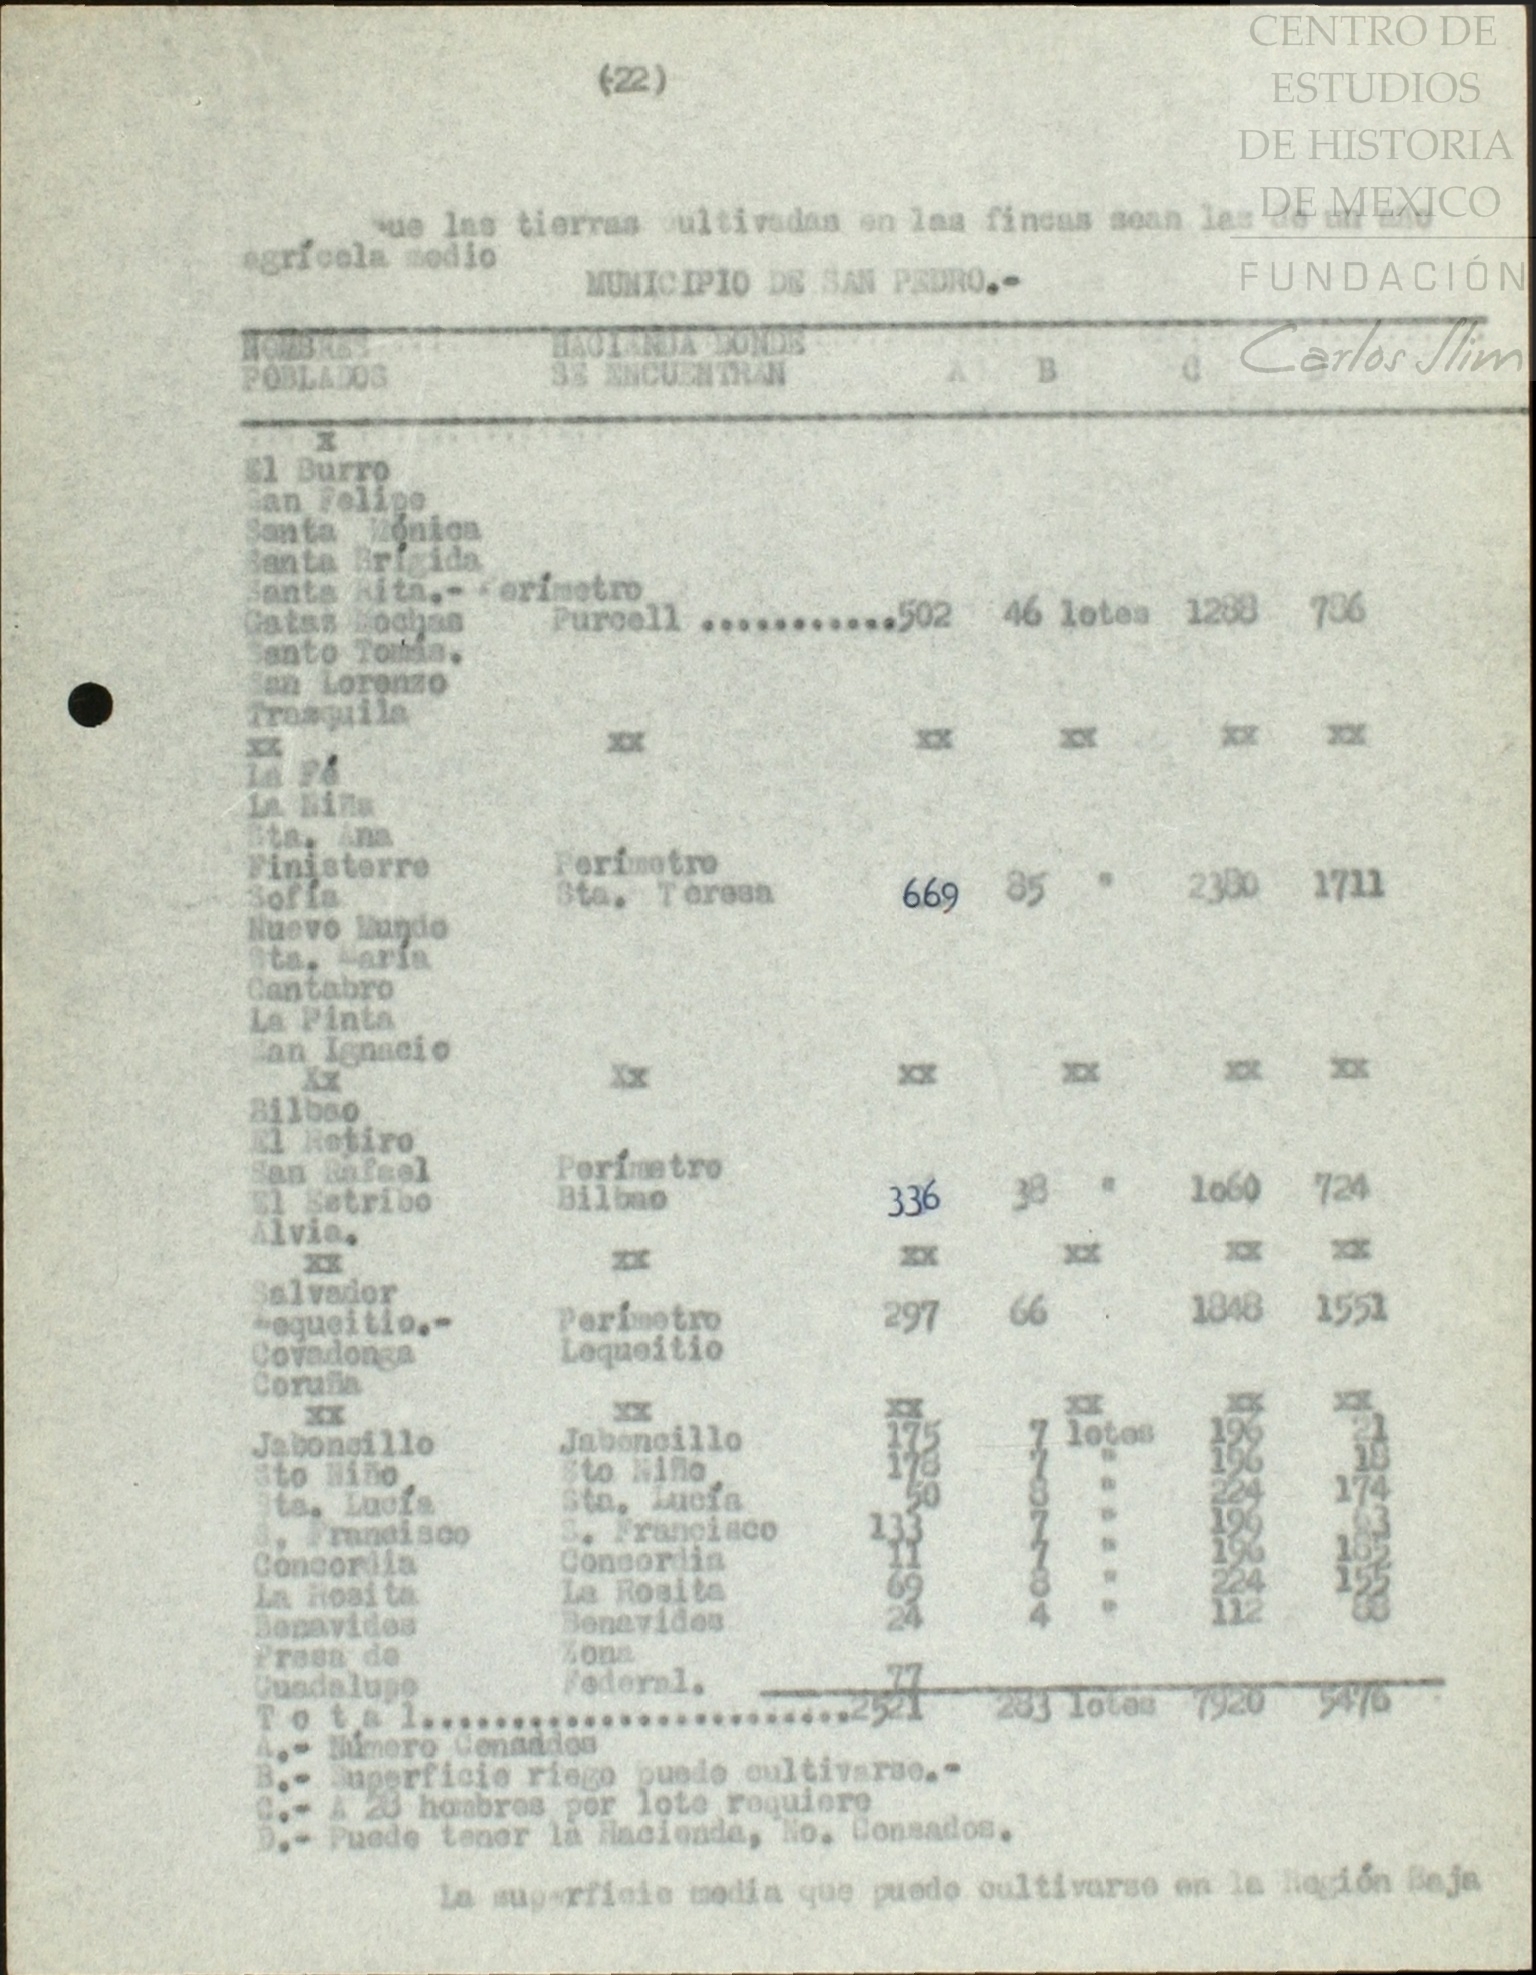 CENTRO DE
ESTUDIOS
DE HISTORIA
DE MEXICO
FUNDACIÓN
Carlos Slim
(22)
que las tierras cultivadas en las fincas sean las de un año
agrícola medio
MUNICIPIO DE SAN PEDRO.-
NOMBRES HACIENDA DONDE
POBLADOS SE ENCUENTRAN A B C
x
El Burro
San Felipe
Santa Mónica
Santa Brígida
Santa Rita.- Perímetro
Gatas Mochas Purcell ...........502 46 lotes 1288 786
Santo Tomás.
San Lorenzo
Trasquila
xx xx xx xx xx xx
La Fé
La Niña
Sta. Ana
Finisterre Perímetro
Sofía Sta. Teresa 669 85 " 2380 1711
Nuevo Mundo
Sta. María
Cantabro
La Pinta
San Ignacio
Xx Xx xx xx xx xx
Bilbao
El Retiro
San Rafael Perímetro
El Estribo Bilbao 336 38 " 1060 724
Alvia.
xx xx xx xx xx xx
Salvador
Lequeitio.- Perímetro 297 66 1848 1551
Covadonga Lequeitio
Coruña
xx xx xx xx xx xx
Jaboncillo Jaboncillo 175 7 lotes 196 21
Sto Niño Sto Niño 178 7 " 196 18
Sta. Lucía Sta. Lucía 50 8 " 224 174
S. Francisco S. Francisco 133 7 " 196 63
Concordia Concordia 11 7 " 196 185
La Rosita La Rosita 69 8 " 224 155
Benavides Benavides 24 4 " 112 88
Presa de Zona
Guadalupe Federal. 77
T o t a l........................2521 283 lotes 7920 5476
A.- Número Censados
B.- Superficie riego puede cultivarse.-
C.- A 28 hombres por lote requiere
D.- Puede tener la Hacienda, No. Censados.
La superficie media que puede cultivarse en la Región Baja